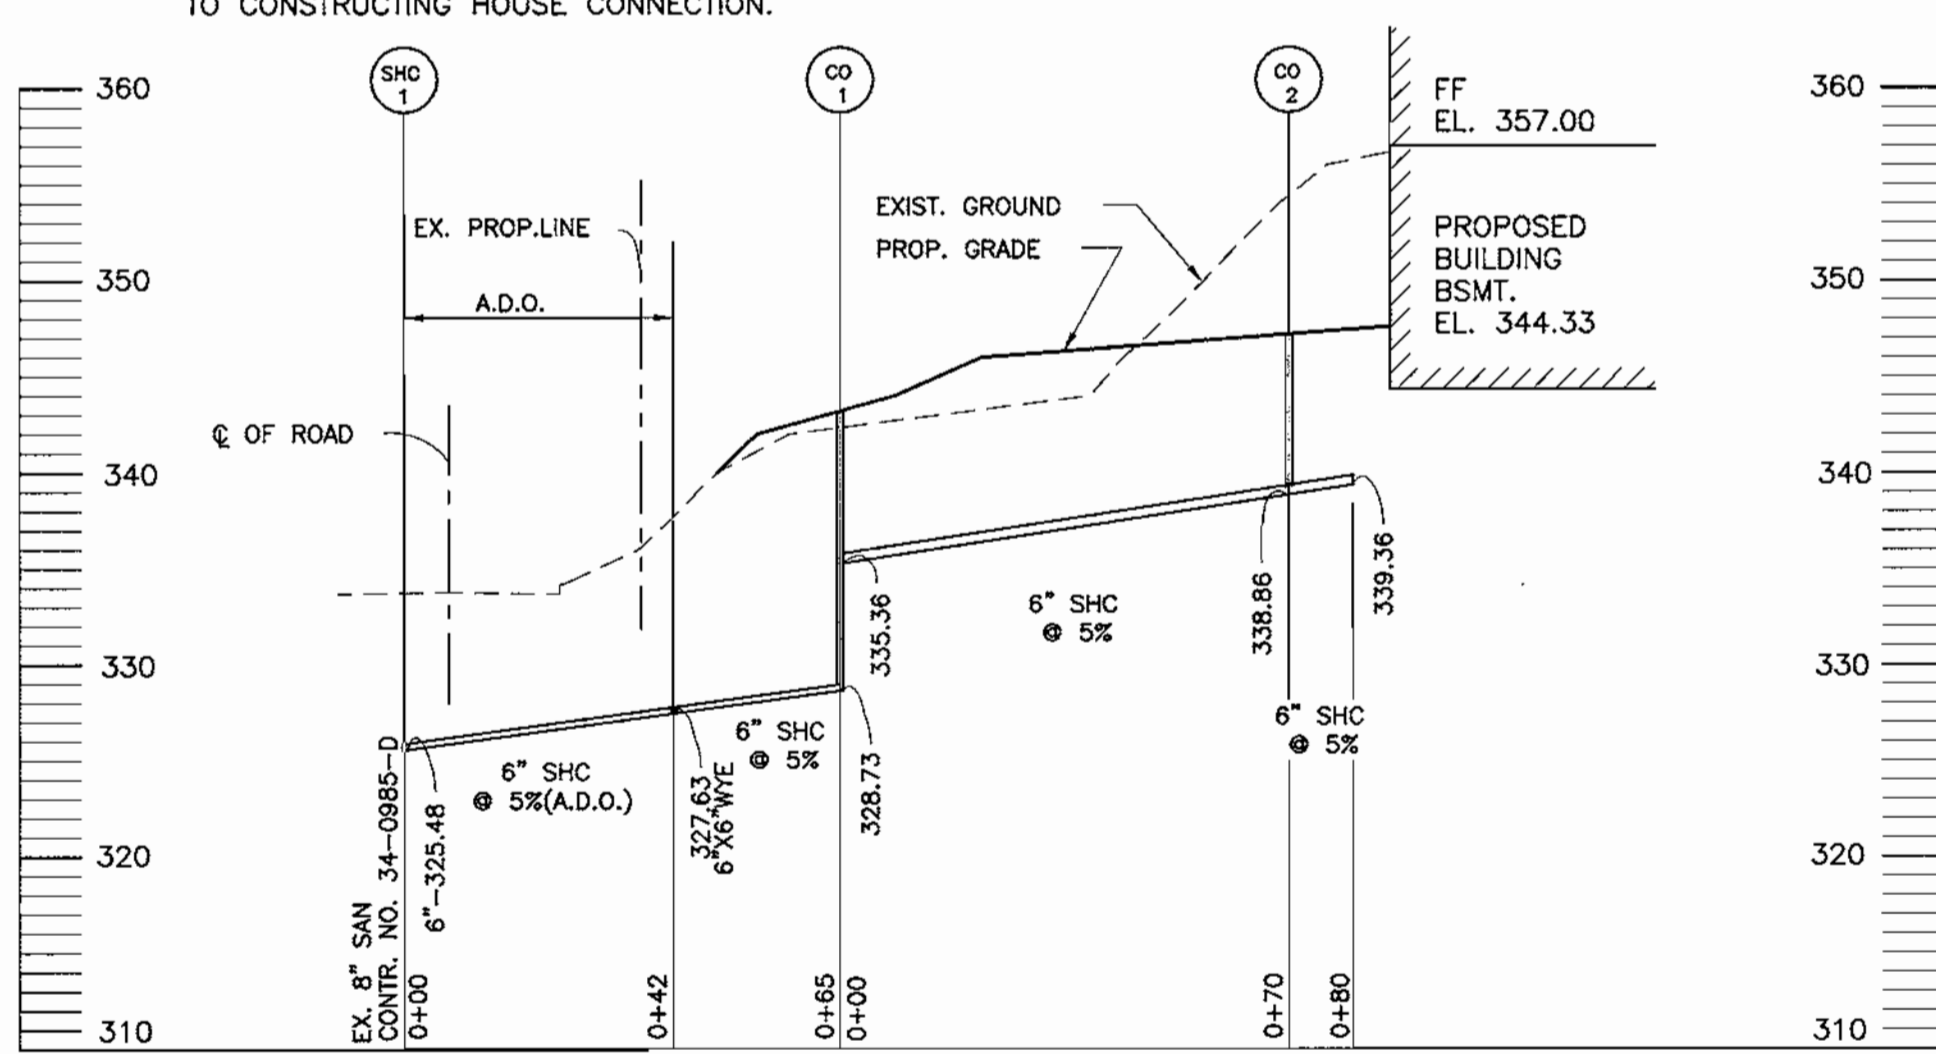 TO CONSTRUCTING HOUSE CONNECTION.
SHC
1
CO
1
CO
2
360
350
340
330
320
310
FF
EL. 357.00
EX. PROP.LINE
A.D.O.
EXIST. GROUND
PROP. GRADE
PROPOSED
BUILDING
BSMT.
EL. 344.33
℄ OF ROAD
6" SHC
@ 5%(A.D.O.)
6" SHC
@ 5%
6" SHC
@ 5%
6" SHC
@ 5%
EX. 8" SAN
CONTR. NO. 34-0985-D
6"-325.48
327.63
6"X6"WYE
328.73
335.36
338.86
339.36
0+00
0+42
0+65
0+00
0+70
0+80
360
350
340
330
320
310